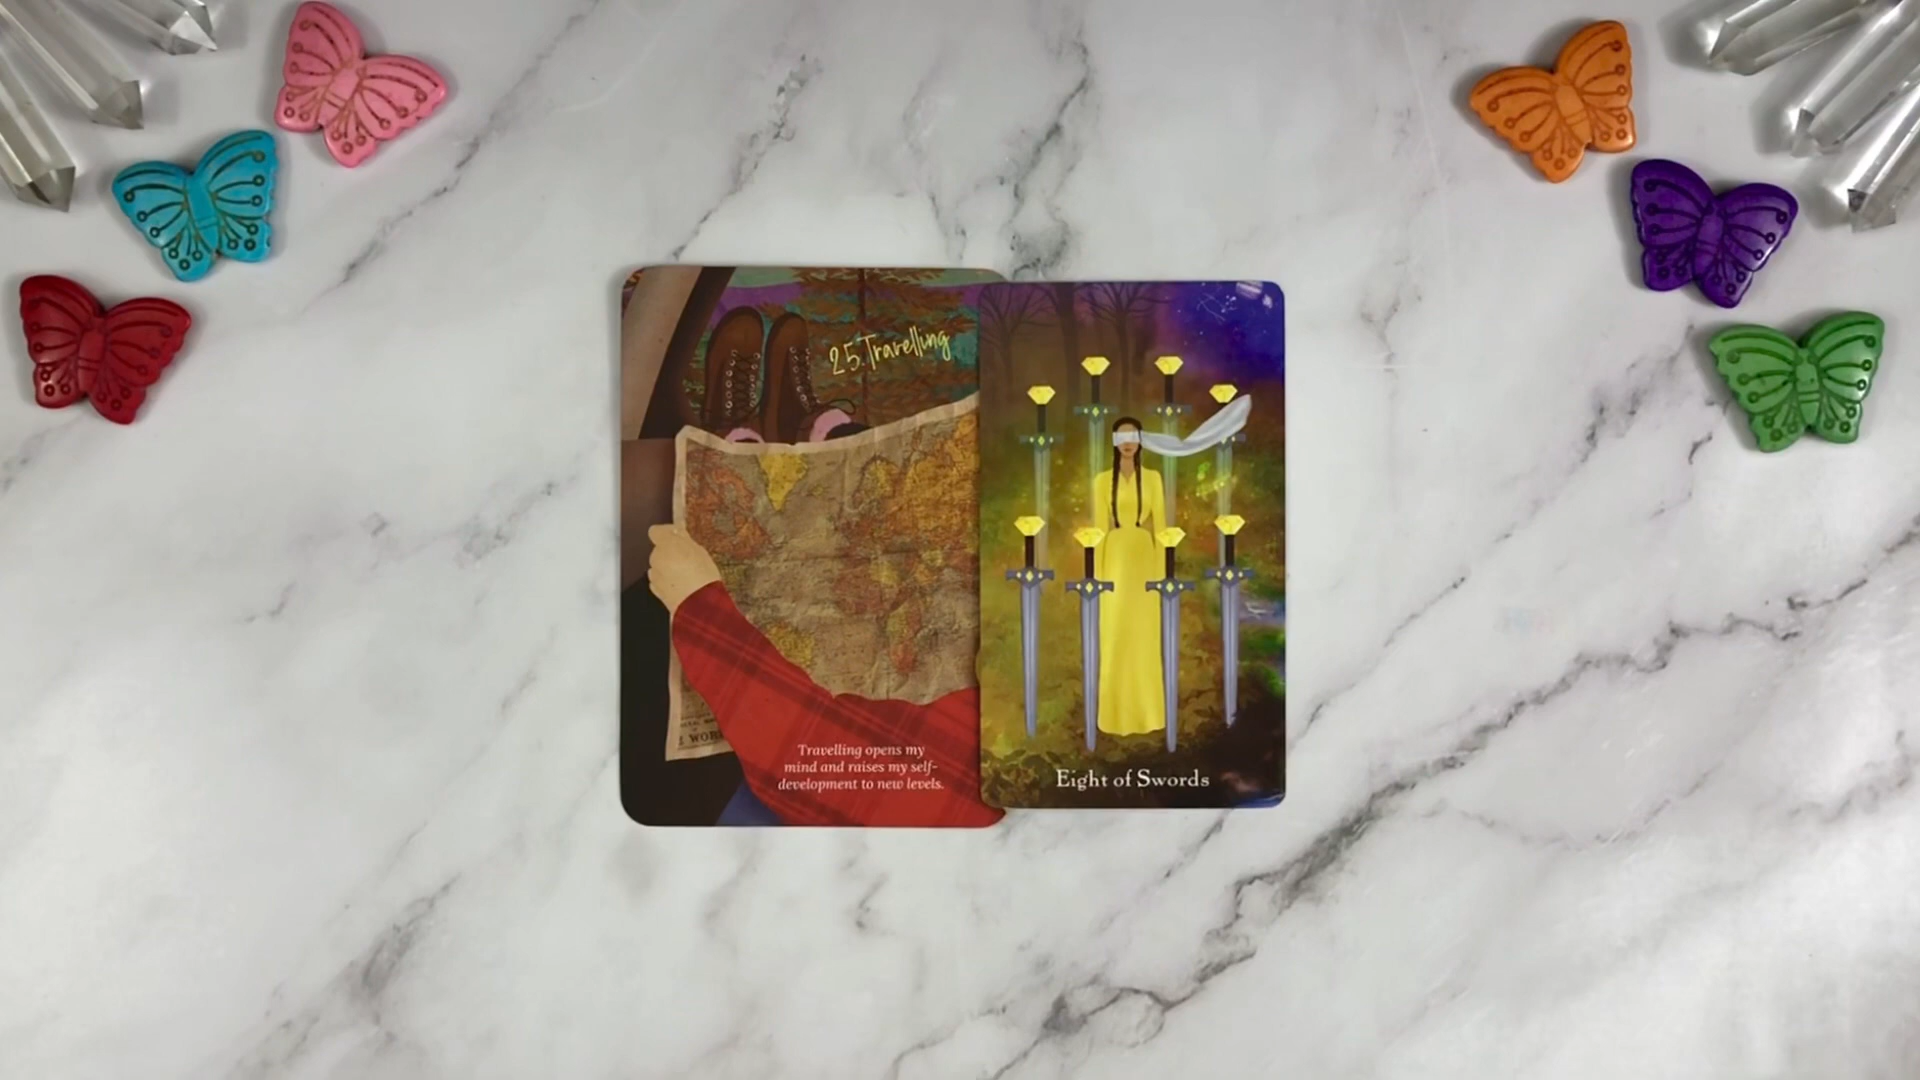 25. Travelling
Travelling opens my
mind and raises my self-
development to new levels.
Eight of Swords